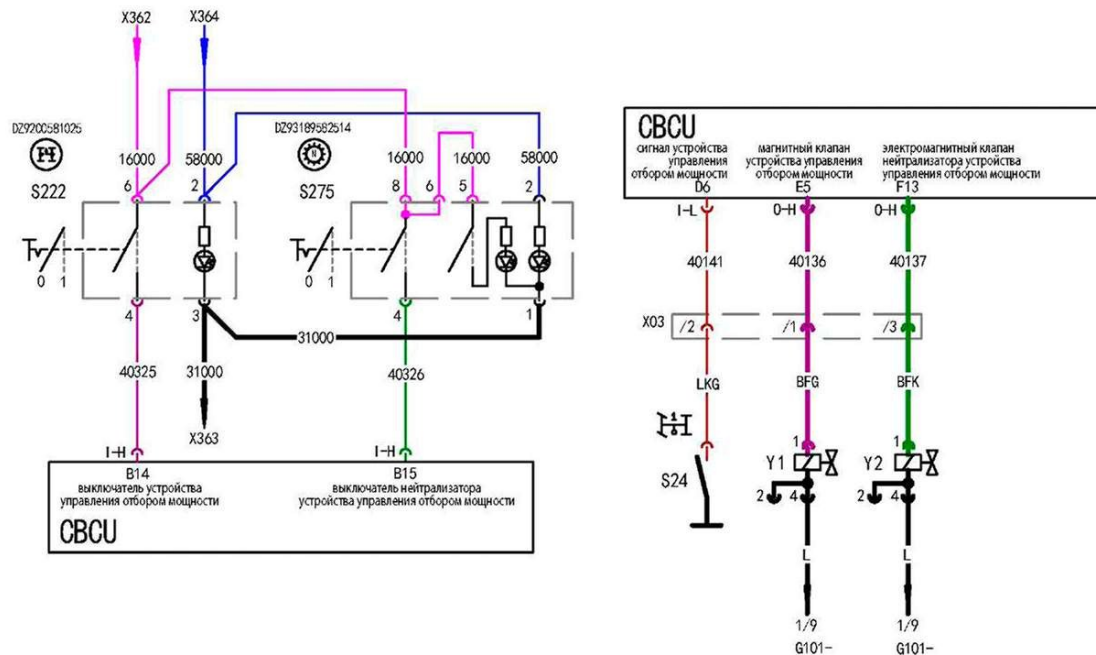 X362
X364
DZ9200581025
DZ93189582514
16000
58000
16000
16000
58000
S222
6
2
S275
8
6
5
2
0 1
0 1
4
3
4
1
31000
40325
31000
40326
X363
I-H
I-H
B14
B15
выключатель устройства
управления отбором мощности
выключатель нейтрализатора
устройства управления отбором мощности
CBCU
CBCU
сигнал устройства
управления
отбором мощности
магнитный клапан
устройства управления
отбором мощности
электромагнитный клапан
нейтрализатора устройства
управления отбором мощности
D6
E5
F13
I-L
O-H
O-H
40141
40136
40137
X03
/2
/1
/3
LKG
BFG
BFK
1
1
S24
Y1
Y2
2
4
2
4
L
L
1/9
1/9
G101-
G101-